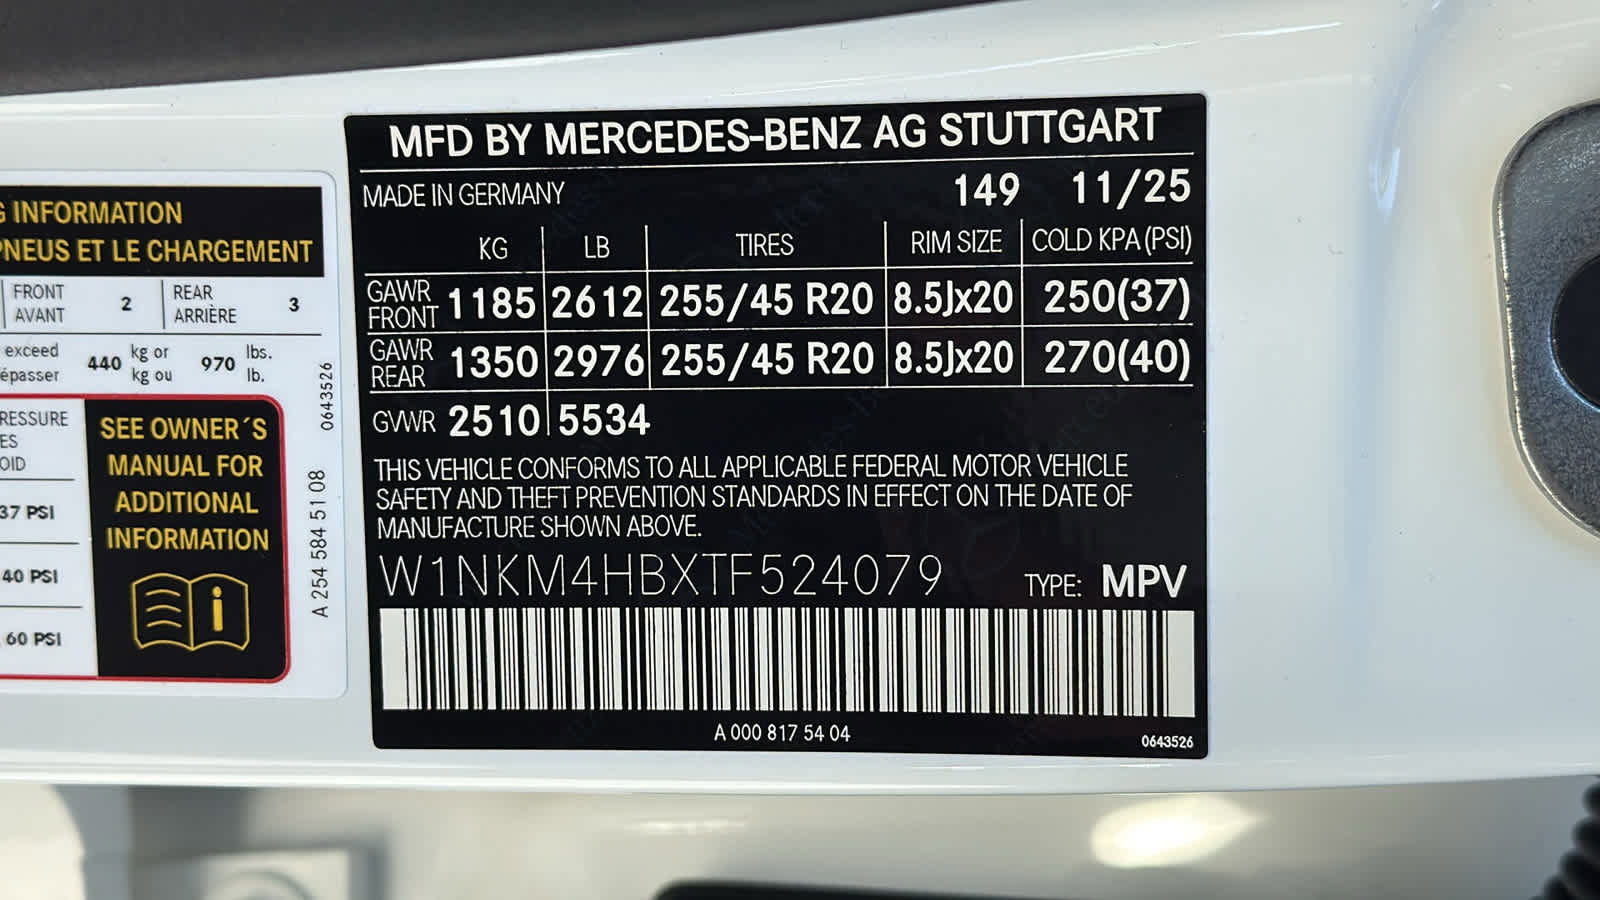 G INFORMATION
PNEUS ET LE CHARGEMENT
FRONT
AVANT
2
REAR
ARRIÈRE
3
exceed
épasser
440
kg or
kg ou
970
lbs.
lb.
RESSURE
ES
OID
37 PSI
40 PSI
60 PSI
SEE OWNER´S
MANUAL FOR
ADDITIONAL
INFORMATION
i
0643526
A 254 584 51 08
MFD BY MERCEDES-BENZ AG STUTTGART
MADE IN GERMANY 149 11/25
KG LB TIRES RIM SIZE COLD KPA (PSI)
GAWR FRONT 1185 2612 255/45 R20 8.5Jx20 250(37)
GAWR REAR 1350 2976 255/45 R20 8.5Jx20 270(40)
GVWR 2510 5534
THIS VEHICLE CONFORMS TO ALL APPLICABLE FEDERAL MOTOR VEHICLE
SAFETY AND THEFT PREVENTION STANDARDS IN EFFECT ON THE DATE OF
MANUFACTURE SHOWN ABOVE.
W1NKM4HBXTF524079 TYPE: MPV
A 000 817 54 04
0643526